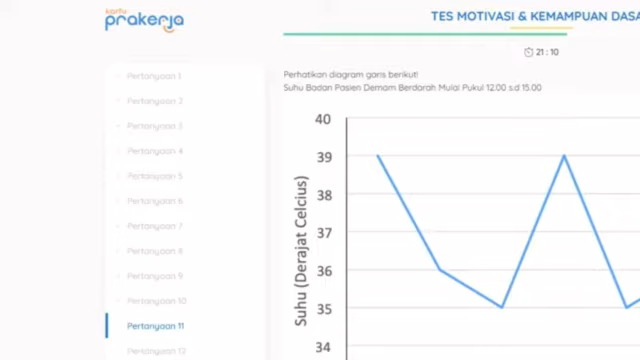 kartu
prakerja
TES MOTIVASI & KEMAMPUAN DASA
21 : 10
Pertanyaan 1
Pertanyaan 2
Pertanyaan 3
Pertanyaan 4
Pertanyaan 5
Pertanyaan 6
Pertanyaan 7
Pertanyaan 8
Pertanyaan 9
Pertanyaan 10
Pertanyaan 11
Pertanyaan 12
Perhatikan diagram garis berikut!
Suhu Badan Pasien Demam Berdarah Mulai Pukul 12.00 s.d 15.00
Suhu (Derajat Celcius)
40
39
38
37
36
35
34